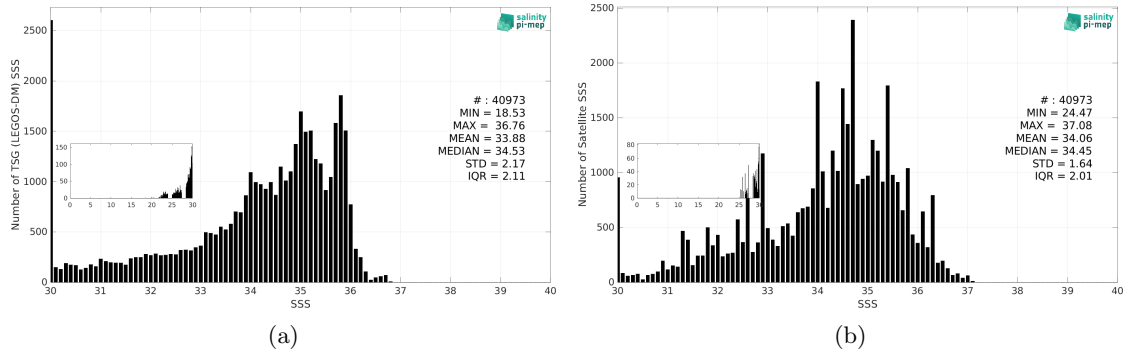 salinity
pi-mep
Number of TSG (LEGOS-DM) SSS
2500
2000
1500
1000
500
0
# : 40973
MIN = 18.53
MAX = 36.76
MEAN = 33.88
MEDIAN = 34.53
STD = 2.17
IQR = 2.11
150
100
50
0
0 5 10 15 20 25 30
30 31 32 33 34 35 36 37 38 39 40
SSS
(a)
salinity
pi-mep
Number of Satellite SSS
2500
2000
1500
1000
500
0
# : 40973
MIN = 24.47
MAX = 37.08
MEAN = 34.06
MEDIAN = 34.45
STD = 1.64
IQR = 2.01
80
60
40
20
0
0 5 10 15 20 25 30
30 31 32 33 34 35 36 37 38 39 40
SSS
(b)